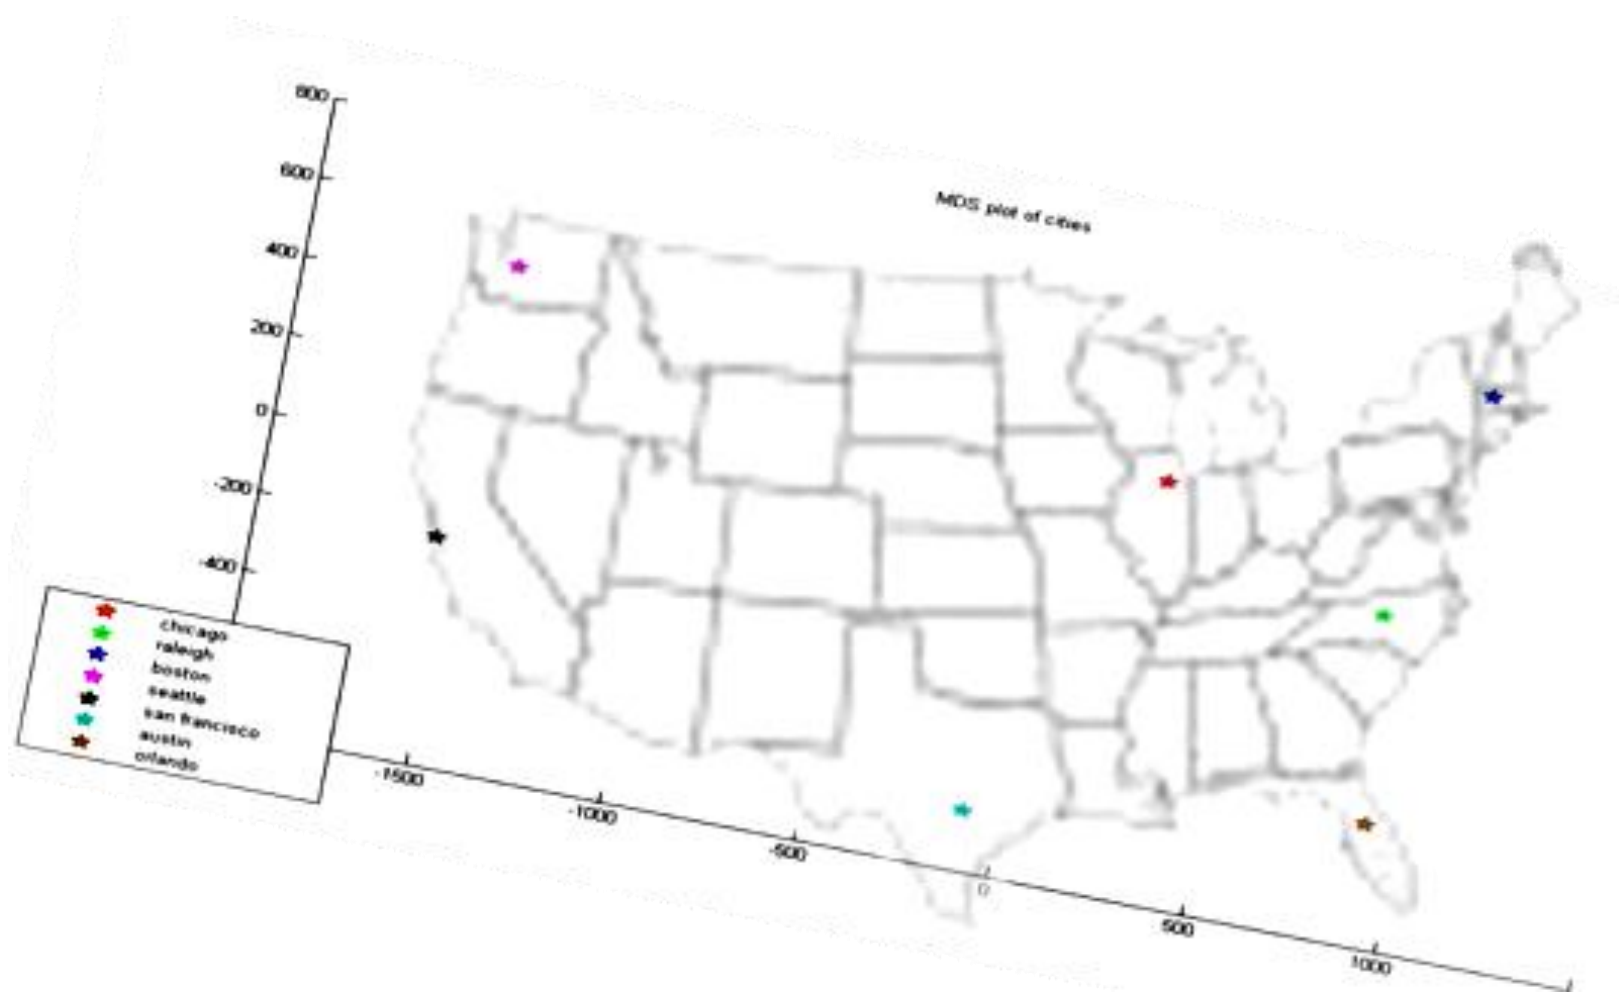 MDS plot of cities
800
600
400
200
0
-200
-400
chicago
raleigh
boston
seattle
san francisco
austin
orlando
-1500
-1000
-500
0
500
1000